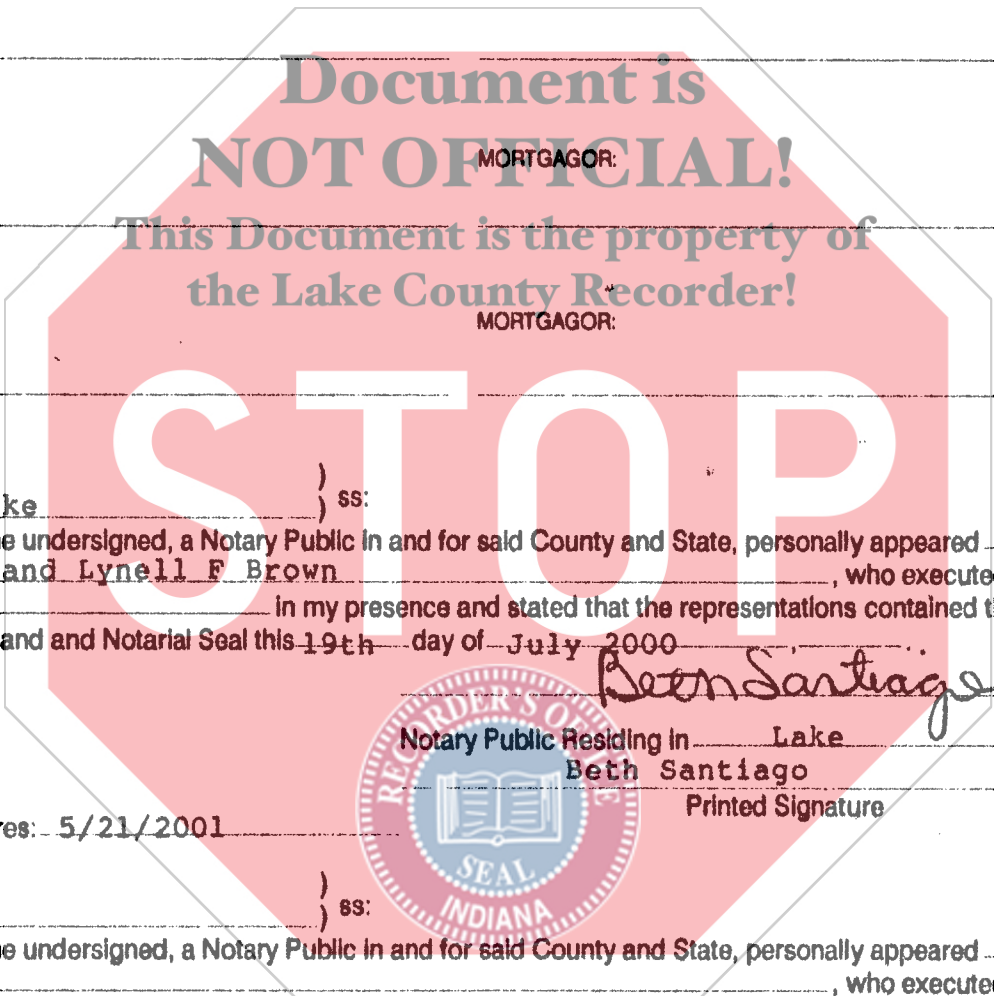 Document is
NOT OFFICIAL!
MORTGAGOR:
This Document is the property of
the Lake County Recorder!
MORTGAGOR:
STOP
ke ) ss:
e undersigned, a Notary Public in and for said County and State, personally appeared
and Lynell F Brown, who execute
in my presence and stated that the representations contained t
and and Notarial Seal this 19th day of July 2000
Beth Santiago
RECORDER'S OFFICE
Notary Public Residing in Lake
Beth Santiago
Printed Signature
res: 5/21/2001
SEAL
INDIANA
) ss:
e undersigned, a Notary Public in and for said County and State, personally appeared
, who execute